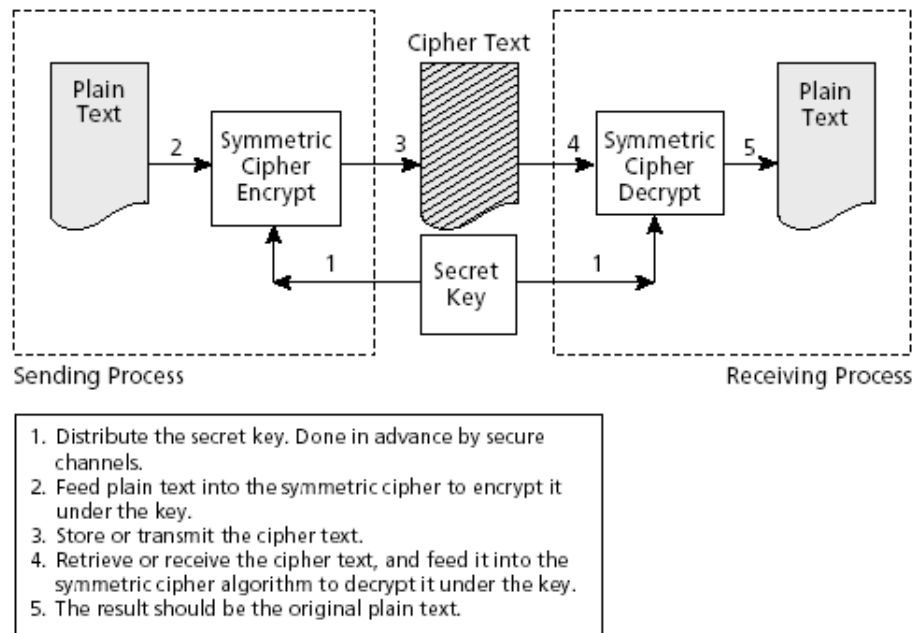 Cipher Text
Plain
Text
2
Symmetric
Cipher
Encrypt
3
4
Symmetric
Cipher
Decrypt
5
Plain
Text
1
Secret
Key
1
Sending Process
Receiving Process
1. Distribute the secret key. Done in advance by secure
channels.
2. Feed plain text into the symmetric cipher to encrypt it
under the key.
3. Store or transmit the cipher text.
4. Retrieve or receive the cipher text, and feed it into the
symmetric cipher algorithm to decrypt it under the key.
5. The result should be the original plain text.